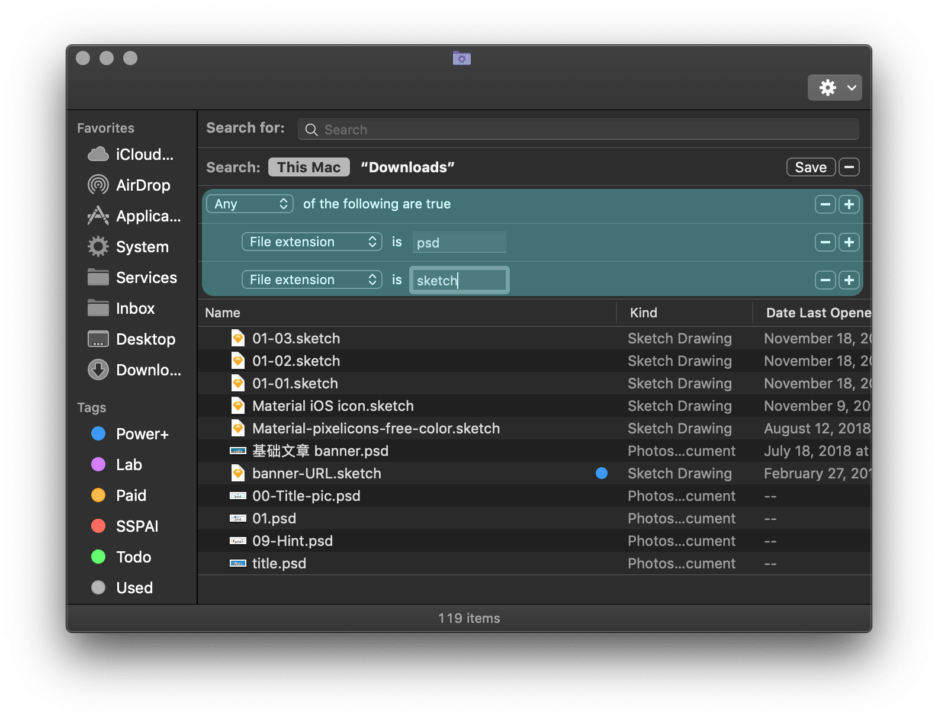 Favorites
iCloud...
AirDrop
Applica...
System
Services
Inbox
Desktop
Downlo...
Tags
Power+
Lab
Paid
SSPAI
Todo
Used
Search for: Search
Search: This Mac “Downloads” Save
Any of the following are true
File extension is psd
File extension is sketch
Name Kind Date Last Opene
01-03.sketch Sketch Drawing November 18, 20
01-02.sketch Sketch Drawing November 18, 20
01-01.sketch Sketch Drawing November 18, 20
Material iOS icon.sketch Sketch Drawing November 9, 20
Material-pixelicons-free-color.sketch Sketch Drawing August 12, 2018
基础文章 banner.psd Photos...cument July 18, 2018 at
banner-URL.sketch Sketch Drawing February 27, 201
00-Title-pic.psd Photos...cument --
01.psd Photos...cument --
09-Hint.psd Photos...cument --
title.psd Photos...cument --
119 items